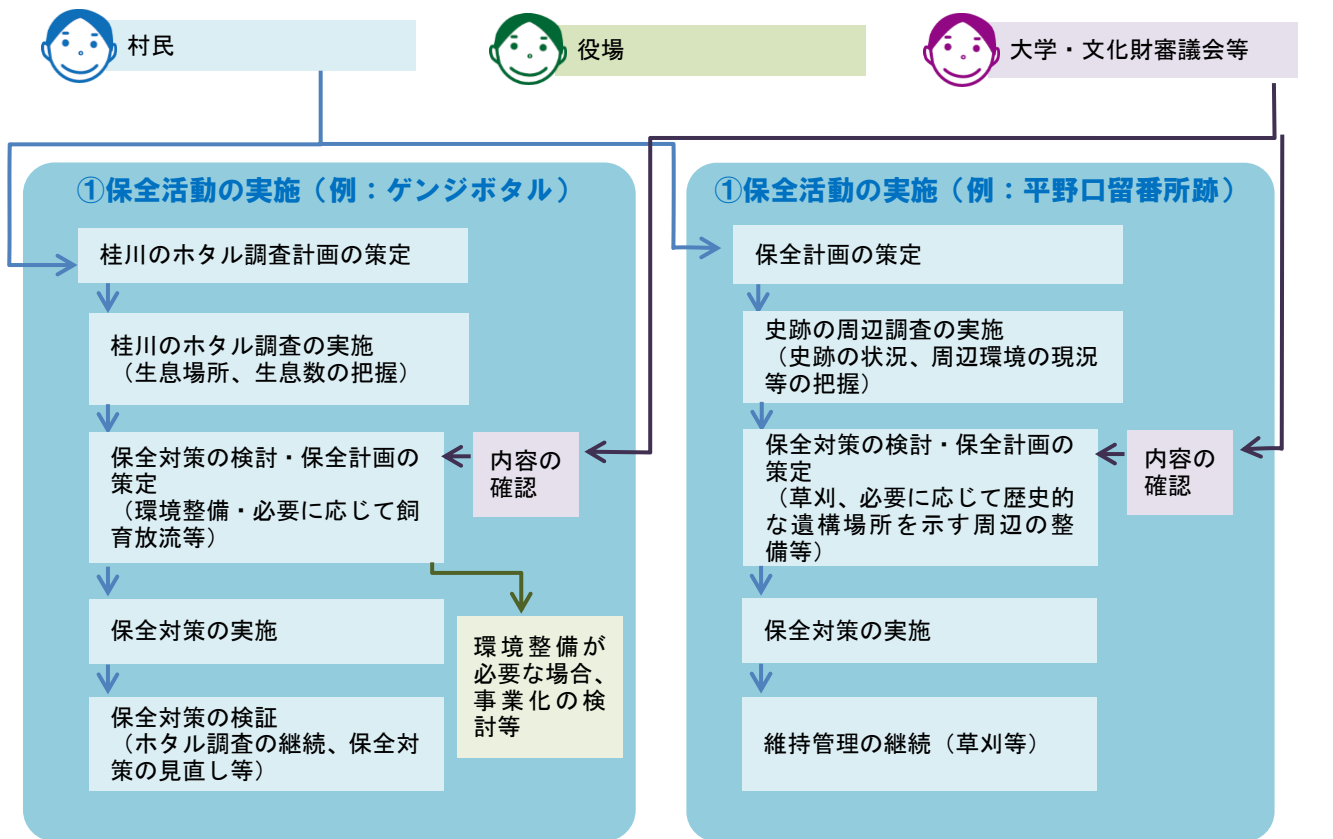 村民
役場
大学・文化財審議会等
①保全活動の実施（例：ゲンジボタル）
桂川のホタル調査計画の策定
桂川のホタル調査の実施
（生息場所、生息数の把握）
保全対策の検討・保全計画の
策定
（環境整備・必要に応じて飼
育放流等）
内容の
確認
保全対策の実施
環境整備が
必要な場合、
事業化の検
討等
保全対策の検証
（ホタル調査の継続、保全対
策の見直し等）
①保全活動の実施（例：平野口留番所跡）
保全計画の策定
史跡の周辺調査の実施
（史跡の状況、周辺環境の現況
等の把握）
保全対策の検討・保全計画の
策定
（草刈、必要に応じて歴史的
な遺構場所を示す周辺の整
備等）
内容の
確認
保全対策の実施
維持管理の継続（草刈等）